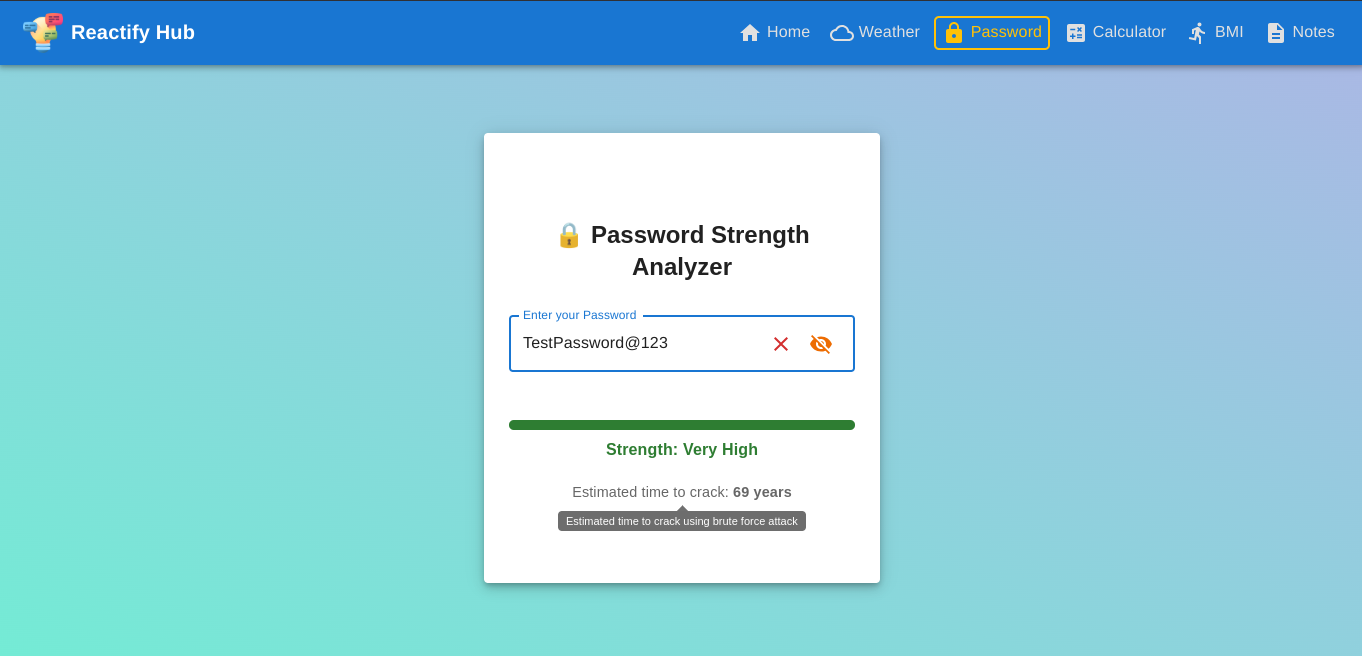 Reactify Hub
Home Weather Password Calculator BMI Notes
🔒 Password Strength
Analyzer
Enter your Password
TestPassword@123
Strength: Very High
Estimated time to crack: 69 years
Estimated time to crack using brute force attack